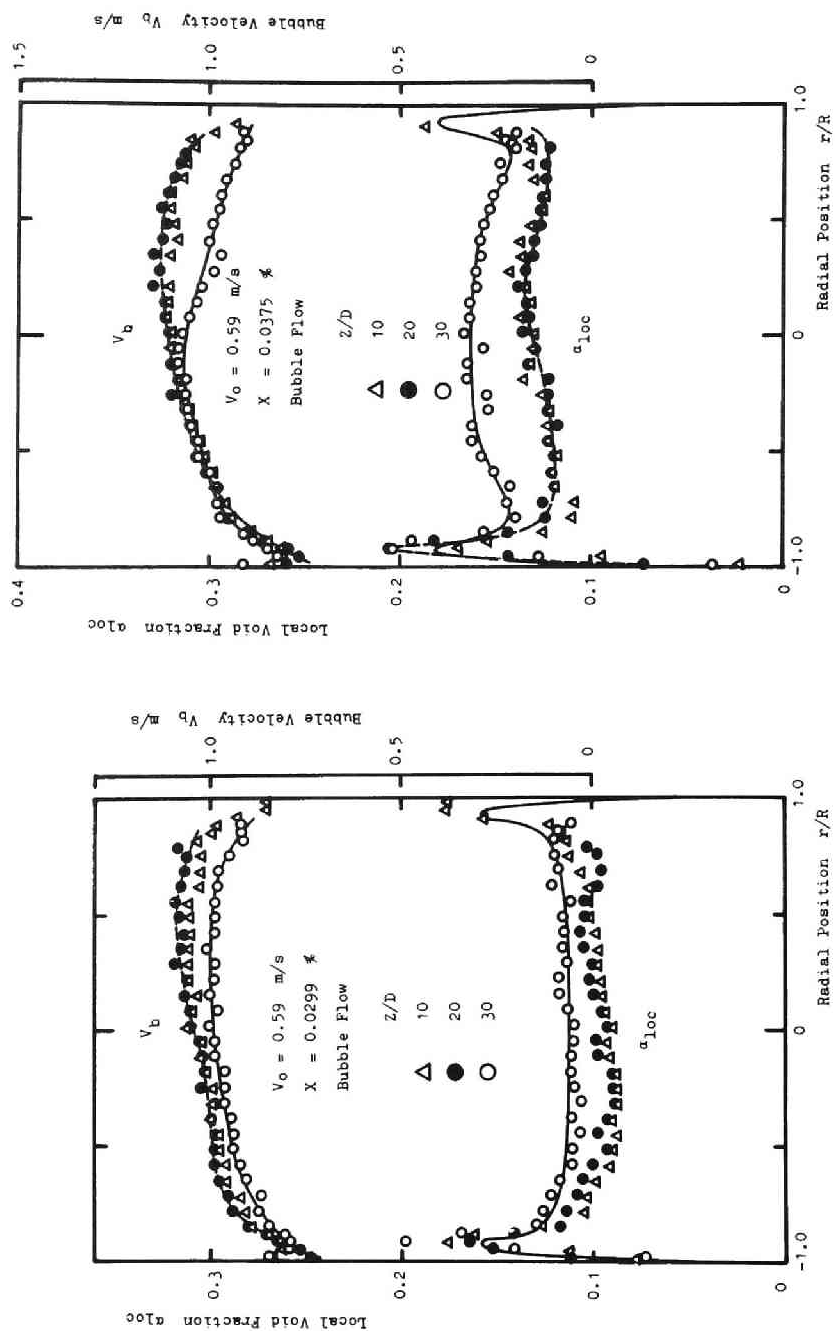 Local Void Fraction αloc
0.3
0.2
0.1
0
V_b
V_o = 0.59 m/s
X = 0.0299 %
Bubble Flow
Z/D
△ 10
● 20
○ 30
α_loc
-1.0
0
1.0
Radial Position r/R
Bubble Velocity V_b m/s
1.0
0.5
0
Local Void Fraction αloc
0.4
0.3
0.2
0.1
0
V_b
V_o = 0.59 m/s
X = 0.0375 %
Bubble Flow
Z/D
△ 10
● 20
○ 30
α_loc
-1.0
0
1.0
Radial Position r/R
Bubble Velocity V_b m/s
1.5
1.0
0.5
0